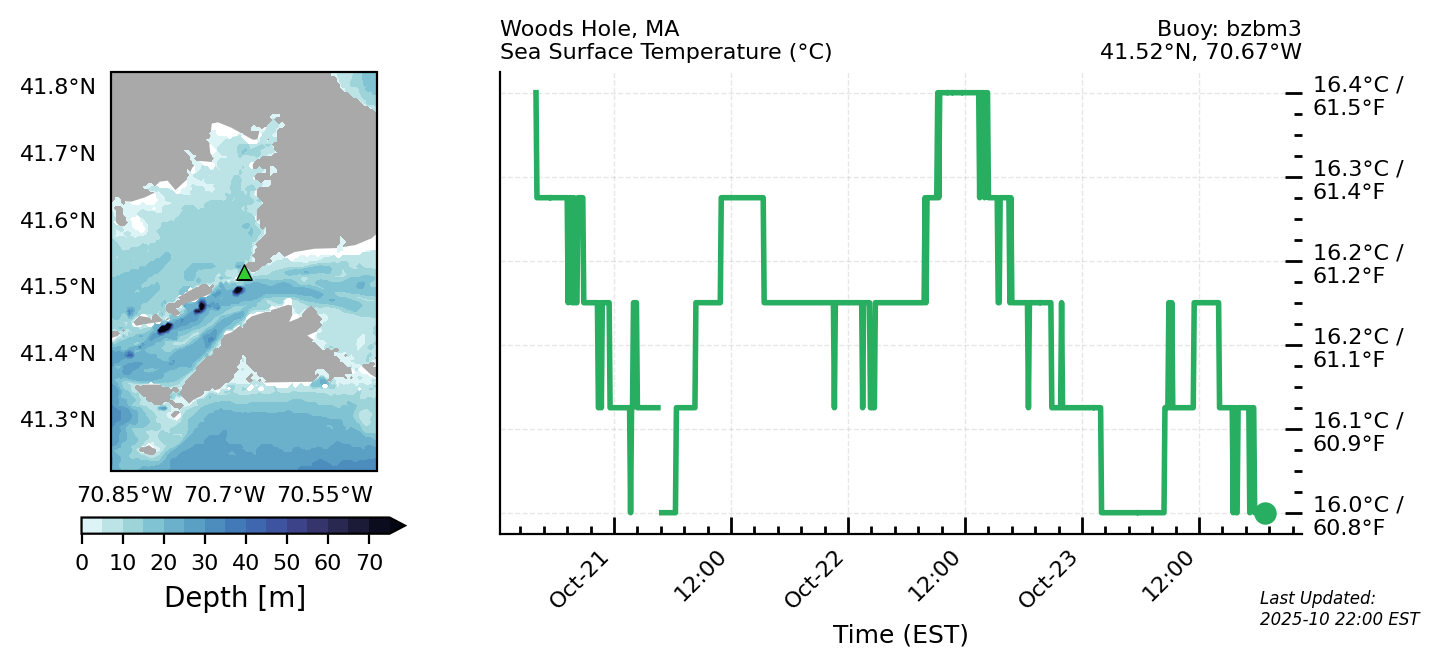 Woods Hole, MA
Sea Surface Temperature (°C)
Buoy: bzbm3
41.52°N, 70.67°W
41.8°N
41.7°N
41.6°N
41.5°N
41.4°N
41.3°N
70.85°W 70.7°W 70.55°W
0 10 20 30 40 50 60 70
Depth [m]
16.4°C /
61.5°F
16.3°C /
61.4°F
16.2°C /
61.2°F
16.2°C /
61.1°F
16.1°C /
60.9°F
16.0°C /
60.8°F
Oct-21 12:00 Oct-22 12:00 Oct-23 12:00
Time (EST)
Last Updated:
2025-10 22:00 EST